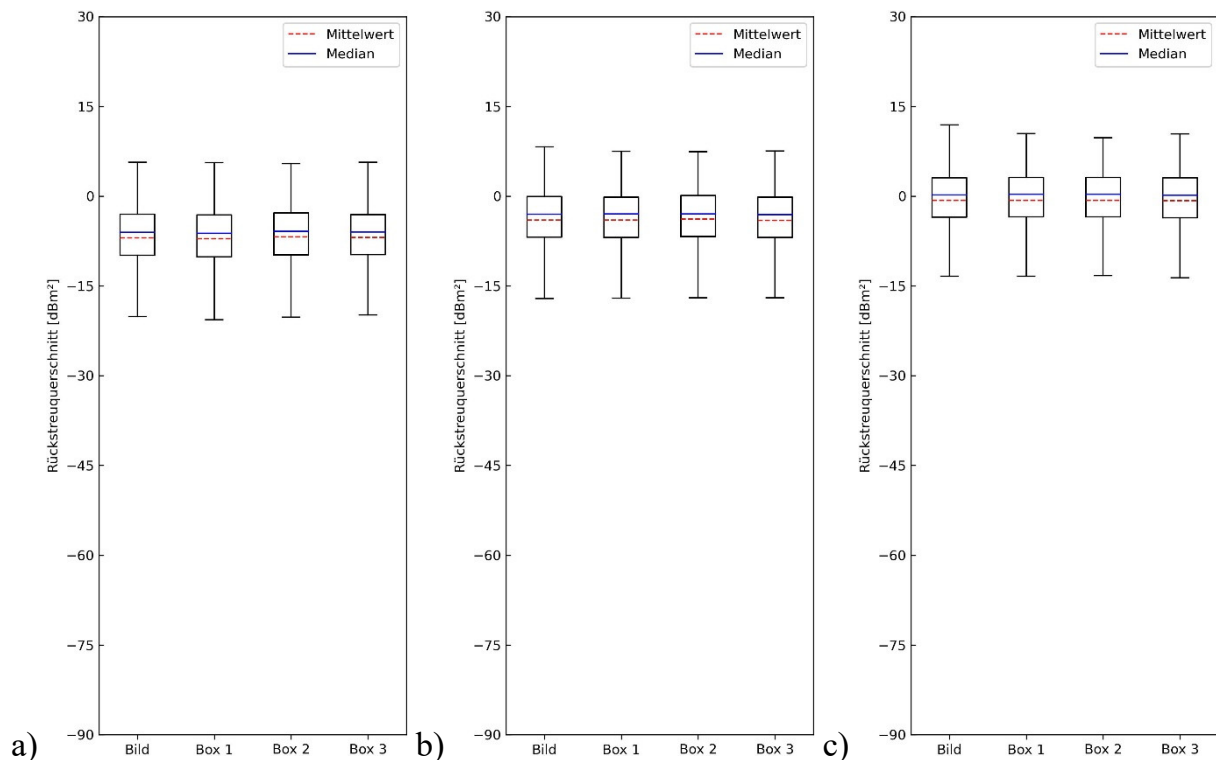 a)
Rückstreuquerschnitt [dBm²]
30
15
0
−15
−30
−45
−60
−75
−90
Mittelwert
Median
Bild Box 1 Box 2 Box 3
b)
Rückstreuquerschnitt [dBm²]
30
15
0
−15
−30
−45
−60
−75
−90
Mittelwert
Median
Bild Box 1 Box 2 Box 3
c)
Rückstreuquerschnitt [dBm²]
30
15
0
−15
−30
−45
−60
−75
−90
Mittelwert
Median
Bild Box 1 Box 2 Box 3